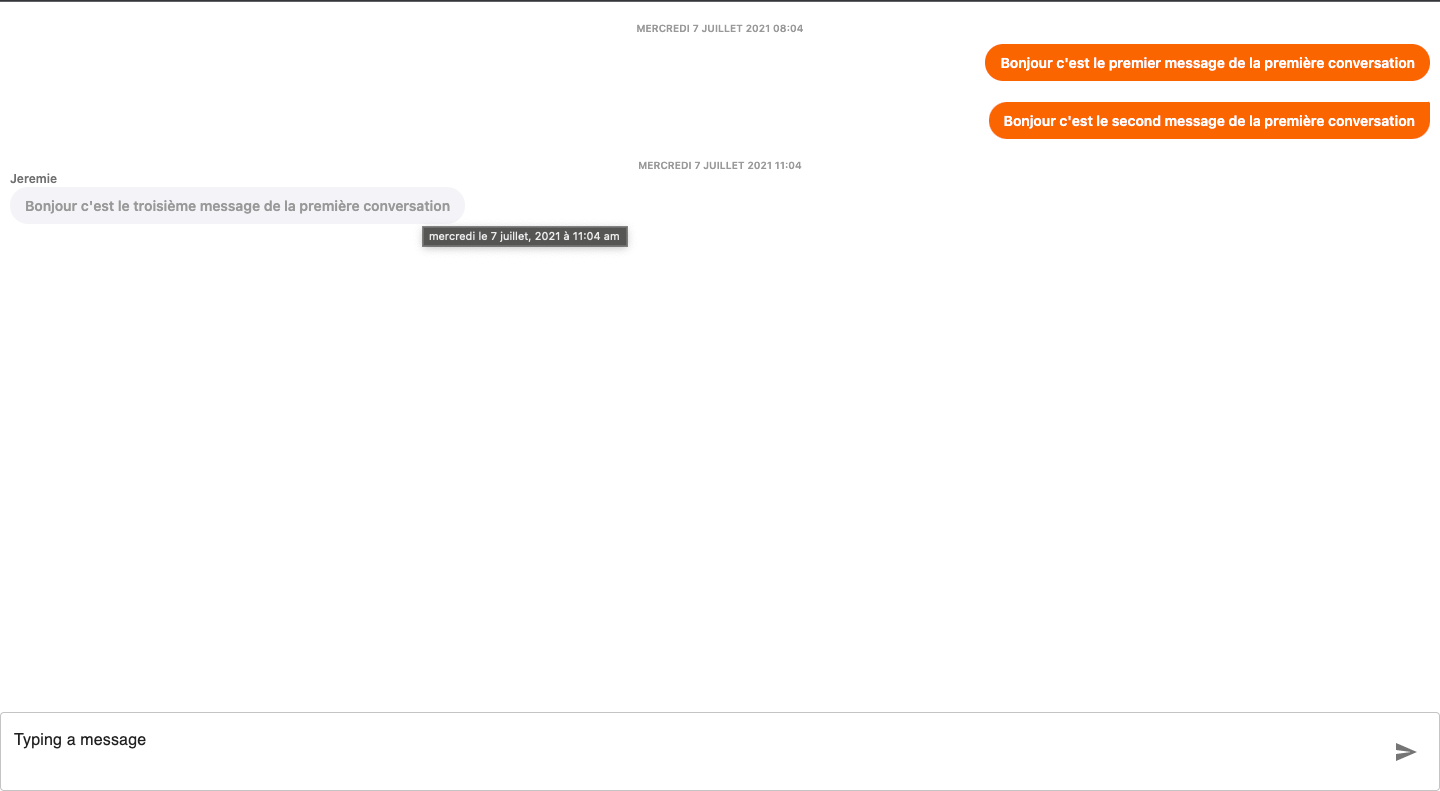 MERCREDI 7 JUILLET 2021 08:04
Bonjour c'est le premier message de la première conversation
Bonjour c'est le second message de la première conversation
MERCREDI 7 JUILLET 2021 11:04
Jeremie
Bonjour c'est le troisième message de la première conversation
mercredi le 7 juillet, 2021 à 11:04 am
Typing a message